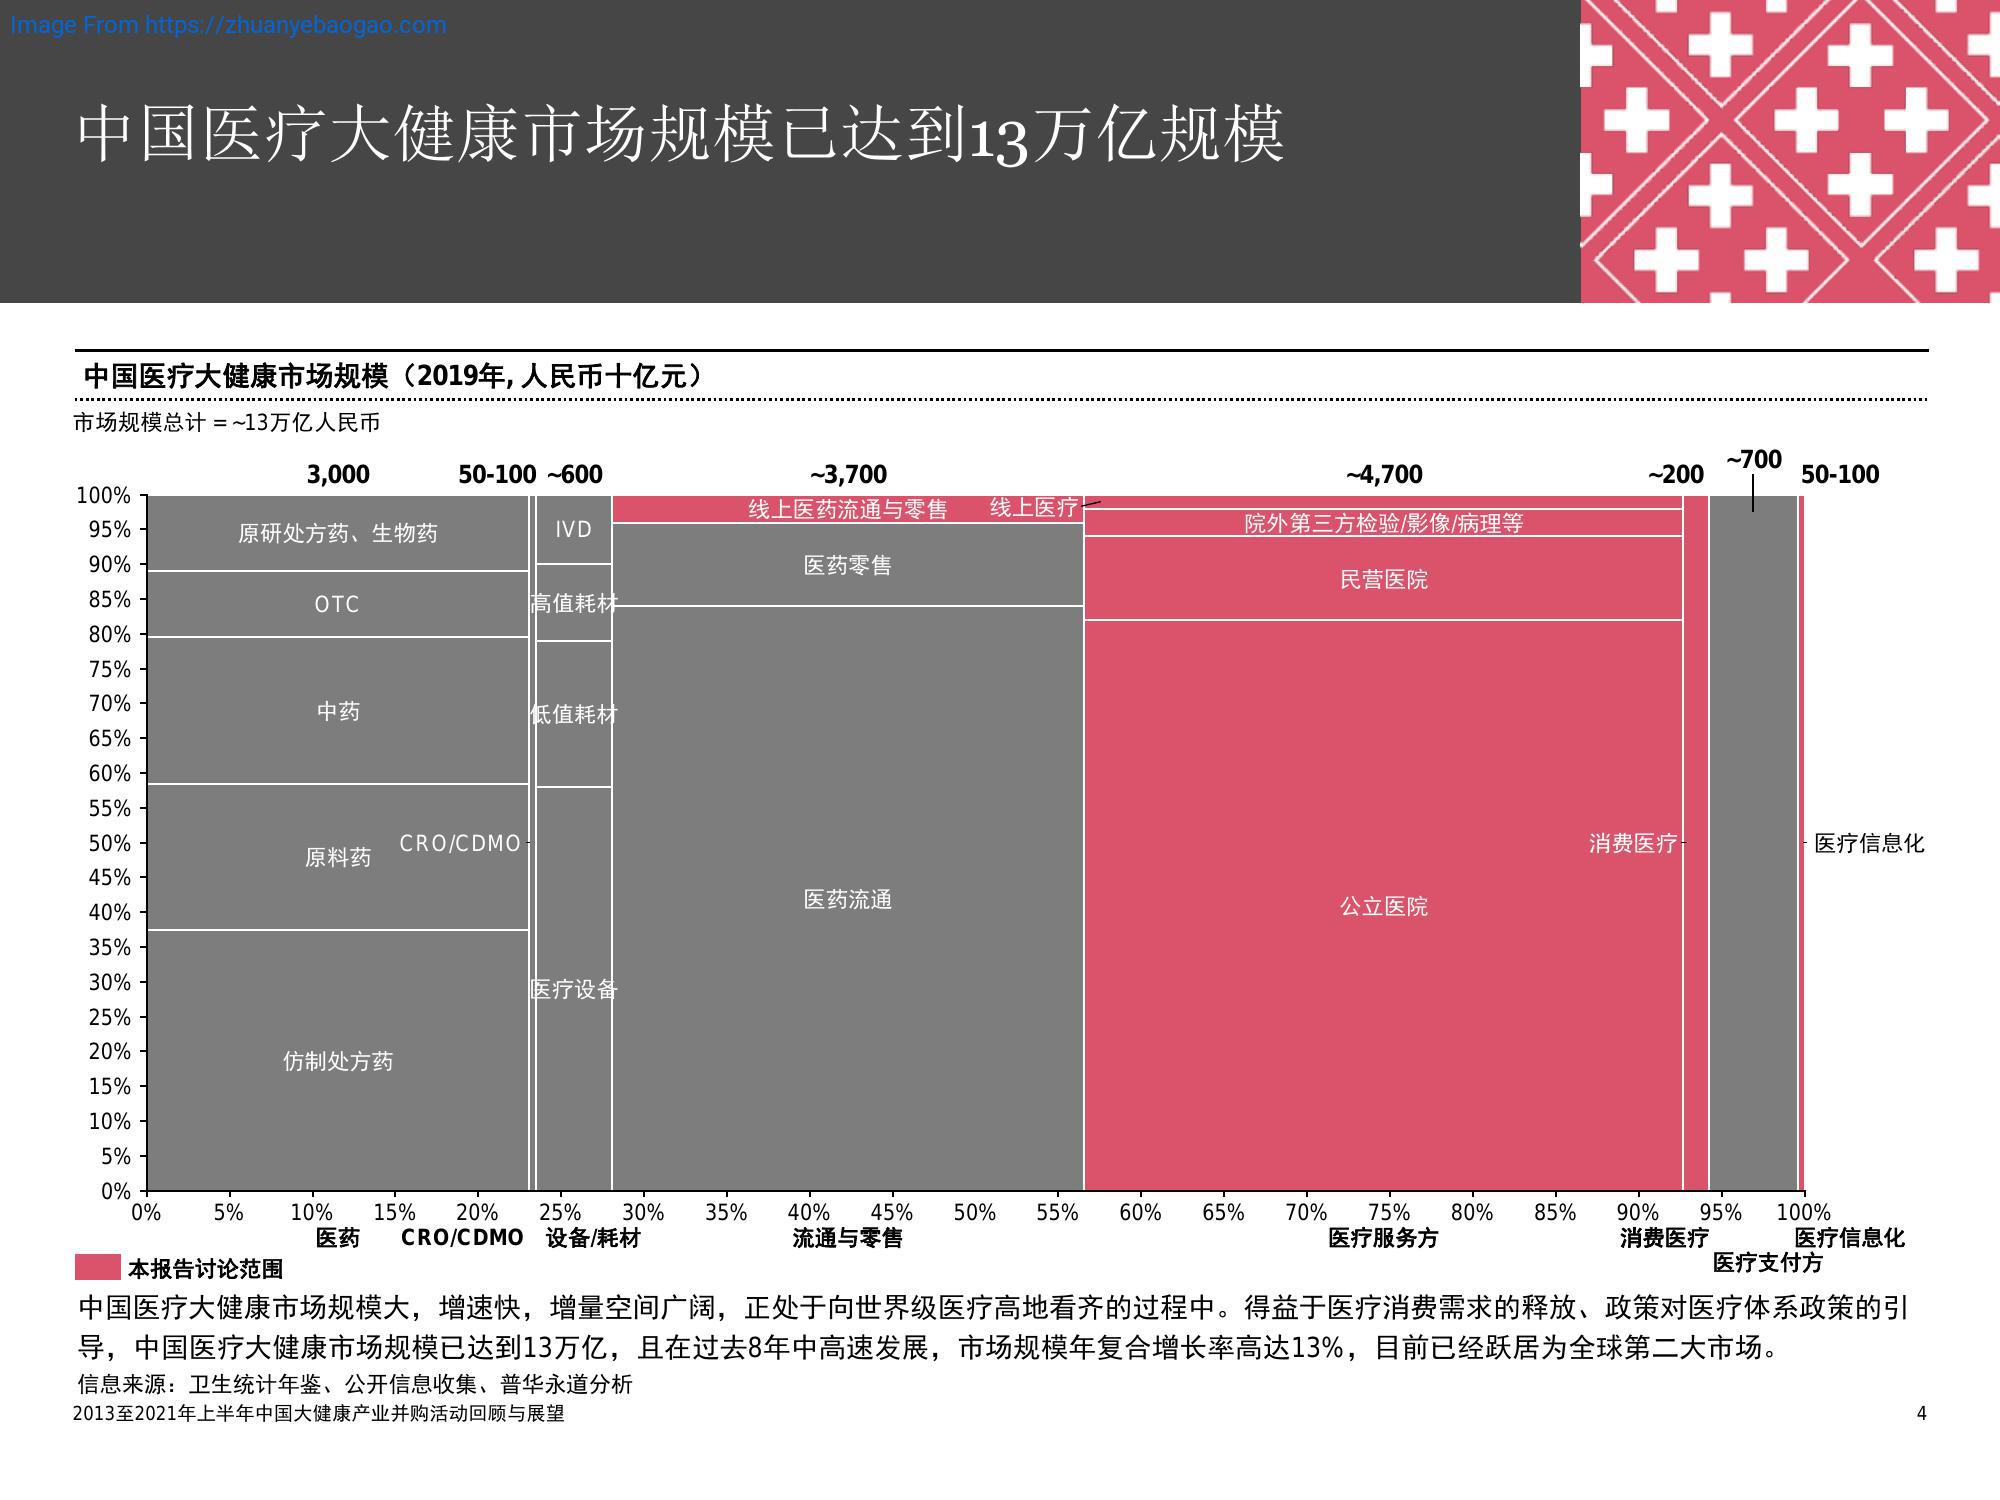 Image From https://zhuanyebaogao.com
中国医疗大健康市场规模已达到13万亿规模
中国医疗大健康市场规模（2019年, 人民币十亿元）
市场规模总计 = ~13万亿人民币
3,000 50-100 ~600 ~3,700 ~4,700 ~200 ~700 50-100
100%
95%
90%
85%
80%
75%
70%
65%
60%
55%
50%
45%
40%
35%
30%
25%
20%
15%
10%
5%
0%
原研处方药、生物药
OTC
中药
原料药
仿制处方药
CRO/CDMO
IVD
高值耗材
低值耗材
医疗设备
线上医药流通与零售
医药零售
医药流通
线上医疗
院外第三方检验/影像/病理等
民营医院
公立医院
消费医疗
医疗信息化
0% 5% 10% 15% 20% 25% 30% 35% 40% 45% 50% 55% 60% 65% 70% 75% 80% 85% 90% 95% 100%
医药 CRO/CDMO 设备/耗材 流通与零售 医疗服务方 消费医疗 医疗信息化
医疗支付方
本报告讨论范围
中国医疗大健康市场规模大，增速快，增量空间广阔，正处于向世界级医疗高地看齐的过程中。得益于医疗消费需求的释放、政策对医疗体系政策的引
导，中国医疗大健康市场规模已达到13万亿，且在过去8年中高速发展，市场规模年复合增长率高达13%，目前已经跃居为全球第二大市场。
信息来源：卫生统计年鉴、公开信息收集、普华永道分析
2013至2021年上半年中国大健康产业并购活动回顾与展望
4